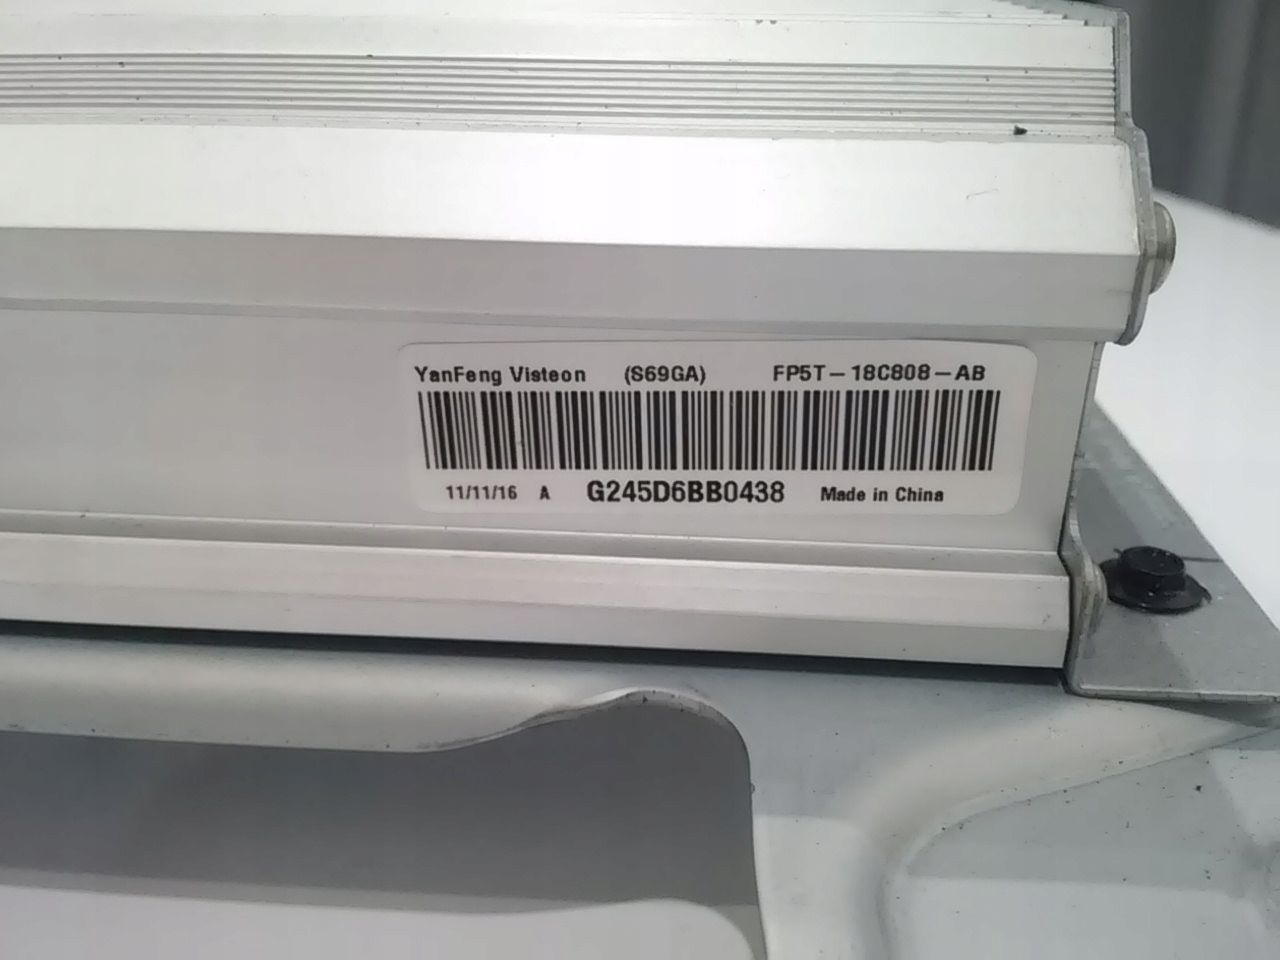 YanFeng Visteon (S69GA) FP5T-18C808-AB
11/11/16 A G245D6BB0438 Made in China